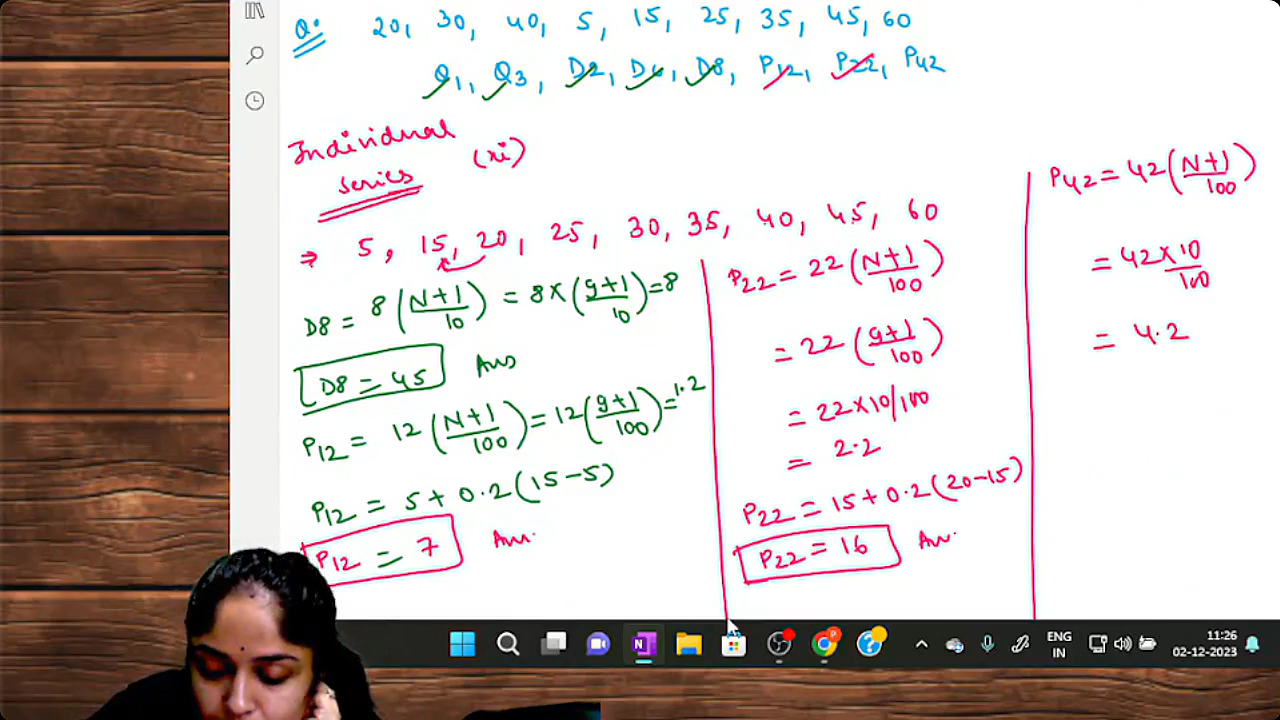 Q: 20, 30, 40, 5, 15, 25, 35, 45, 60
Q1, Q3, D2, D4, D8, P12, P22, P42
Individual series (xi)
⇒ 5, 15, 20, 25, 30, 35, 40, 45, 60
D8 = 8 (N+1/10) = 8 × (9+1/10) = 8
D8 = 45 Ans
P12 = 12 (N+1/100) = 12 (9+1/100) = 1.2
P12 = 5 + 0.2 (15-5)
P12 = 7 Ans.
P22 = 22 (N+1/100)
= 22 (9+1/100)
= 22×10/100
= 2.2
P22 = 15 + 0.2 (20-15)
P22 = 16 Ans.
P42 = 42 (N+1/100)
= 42×10/100
= 4.2
ENG
IN
11:26
02-12-2023